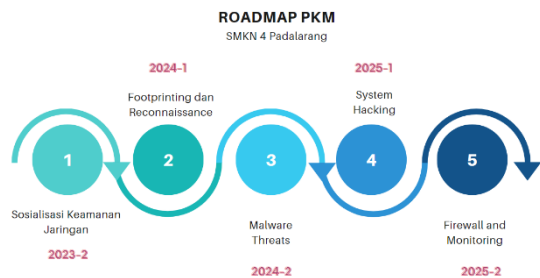 ROADMAP PKM
SMKN 4 Padalarang
2024-1
2025-1
Footprinting dan
Reconnaissance
System
Hacking
1
2
3
4
5
Sosialisasi Keamanan
Jaringan
2023-2
Malware
Threats
2024-2
Firewall and
Monitoring
2025-2